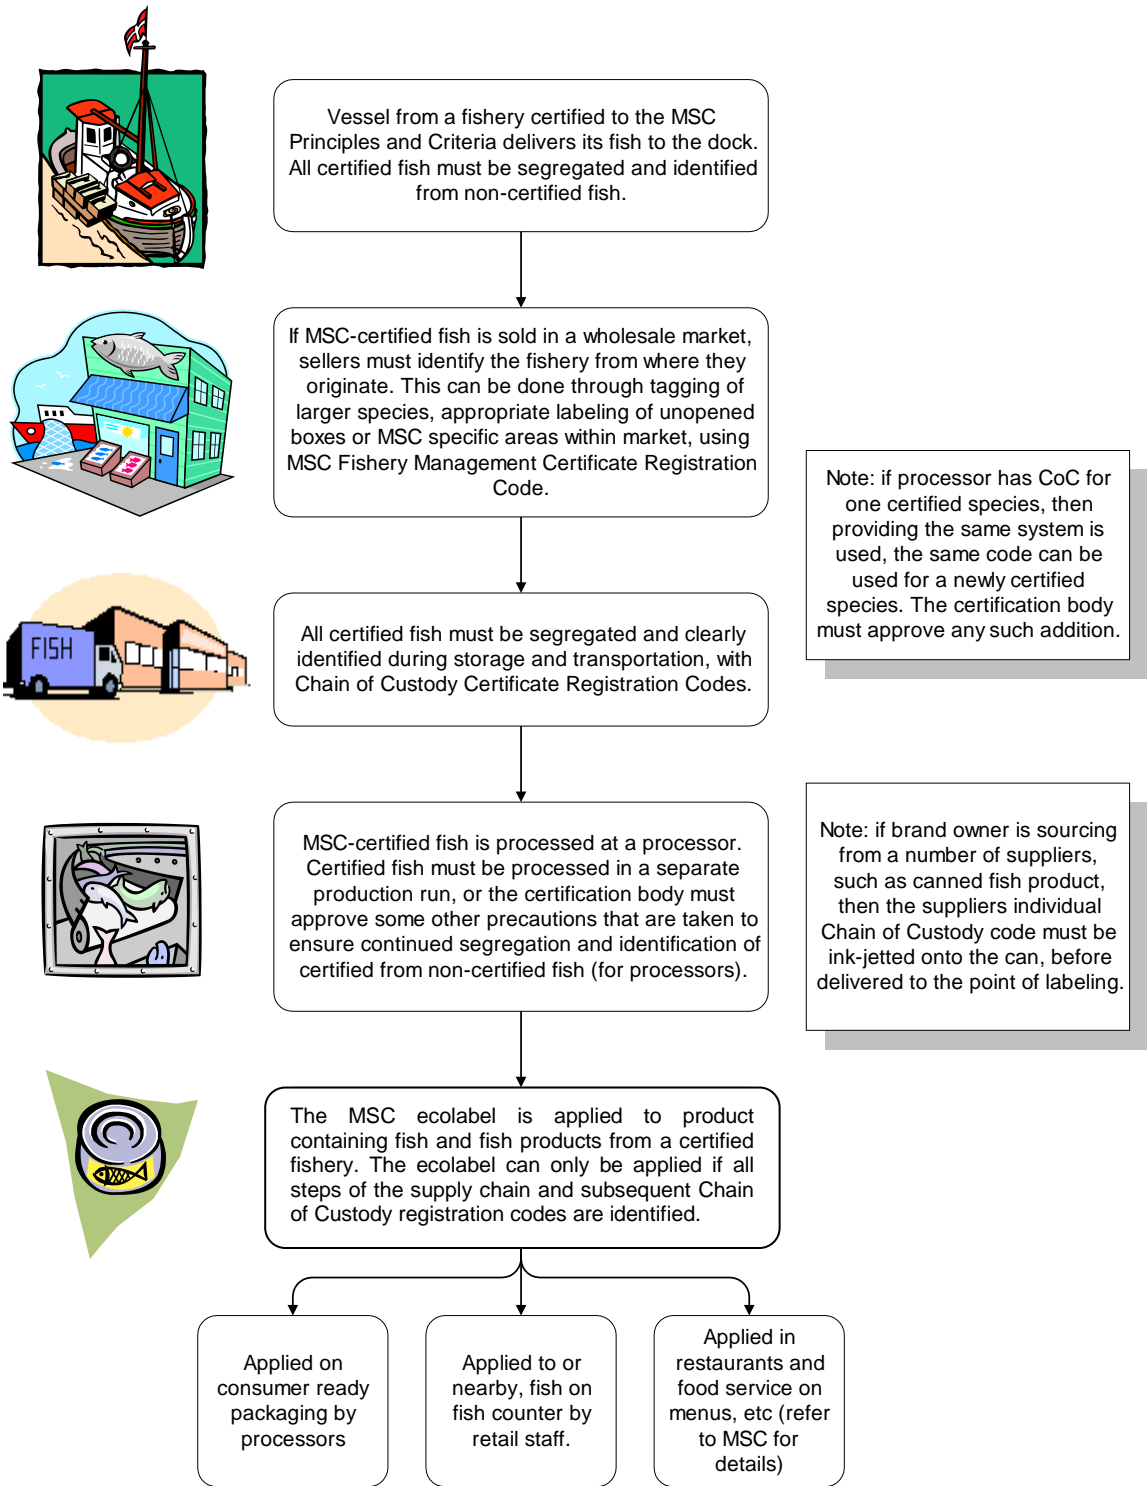 Vessel from a fishery certified to the MSC
Principles and Criteria delivers its fish to the dock.
All certified fish must be segregated and identified
from non-certified fish.
If MSC-certified fish is sold in a wholesale market,
sellers must identify the fishery from where they
originate. This can be done through tagging of
larger species, appropriate labeling of unopened
boxes or MSC specific areas within market, using
MSC Fishery Management Certificate Registration
Code.
Note: if processor has CoC for
one certified species, then
providing the same system is
used, the same code can be
used for a newly certified
species. The certification body
must approve any such addition.
FISH
All certified fish must be segregated and clearly
identified during storage and transportation, with
Chain of Custody Certificate Registration Codes.
MSC-certified fish is processed at a processor.
Certified fish must be processed in a separate
production run, or the certification body must
approve some other precautions that are taken to
ensure continued segregation and identification of
certified from non-certified fish (for processors).
Note: if brand owner is sourcing
from a number of suppliers,
such as canned fish product,
then the suppliers individual
Chain of Custody code must be
ink-jetted onto the can, before
delivered to the point of labeling.
The MSC ecolabel is applied to product
containing fish and fish products from a certified
fishery. The ecolabel can only be applied if all
steps of the supply chain and subsequent Chain
of Custody registration codes are identified.
Applied on
consumer ready
packaging by
processors
Applied to or
nearby, fish on
fish counter by
retail staff.
Applied in
restaurants and
food service on
menus, etc (refer
to MSC for
details)